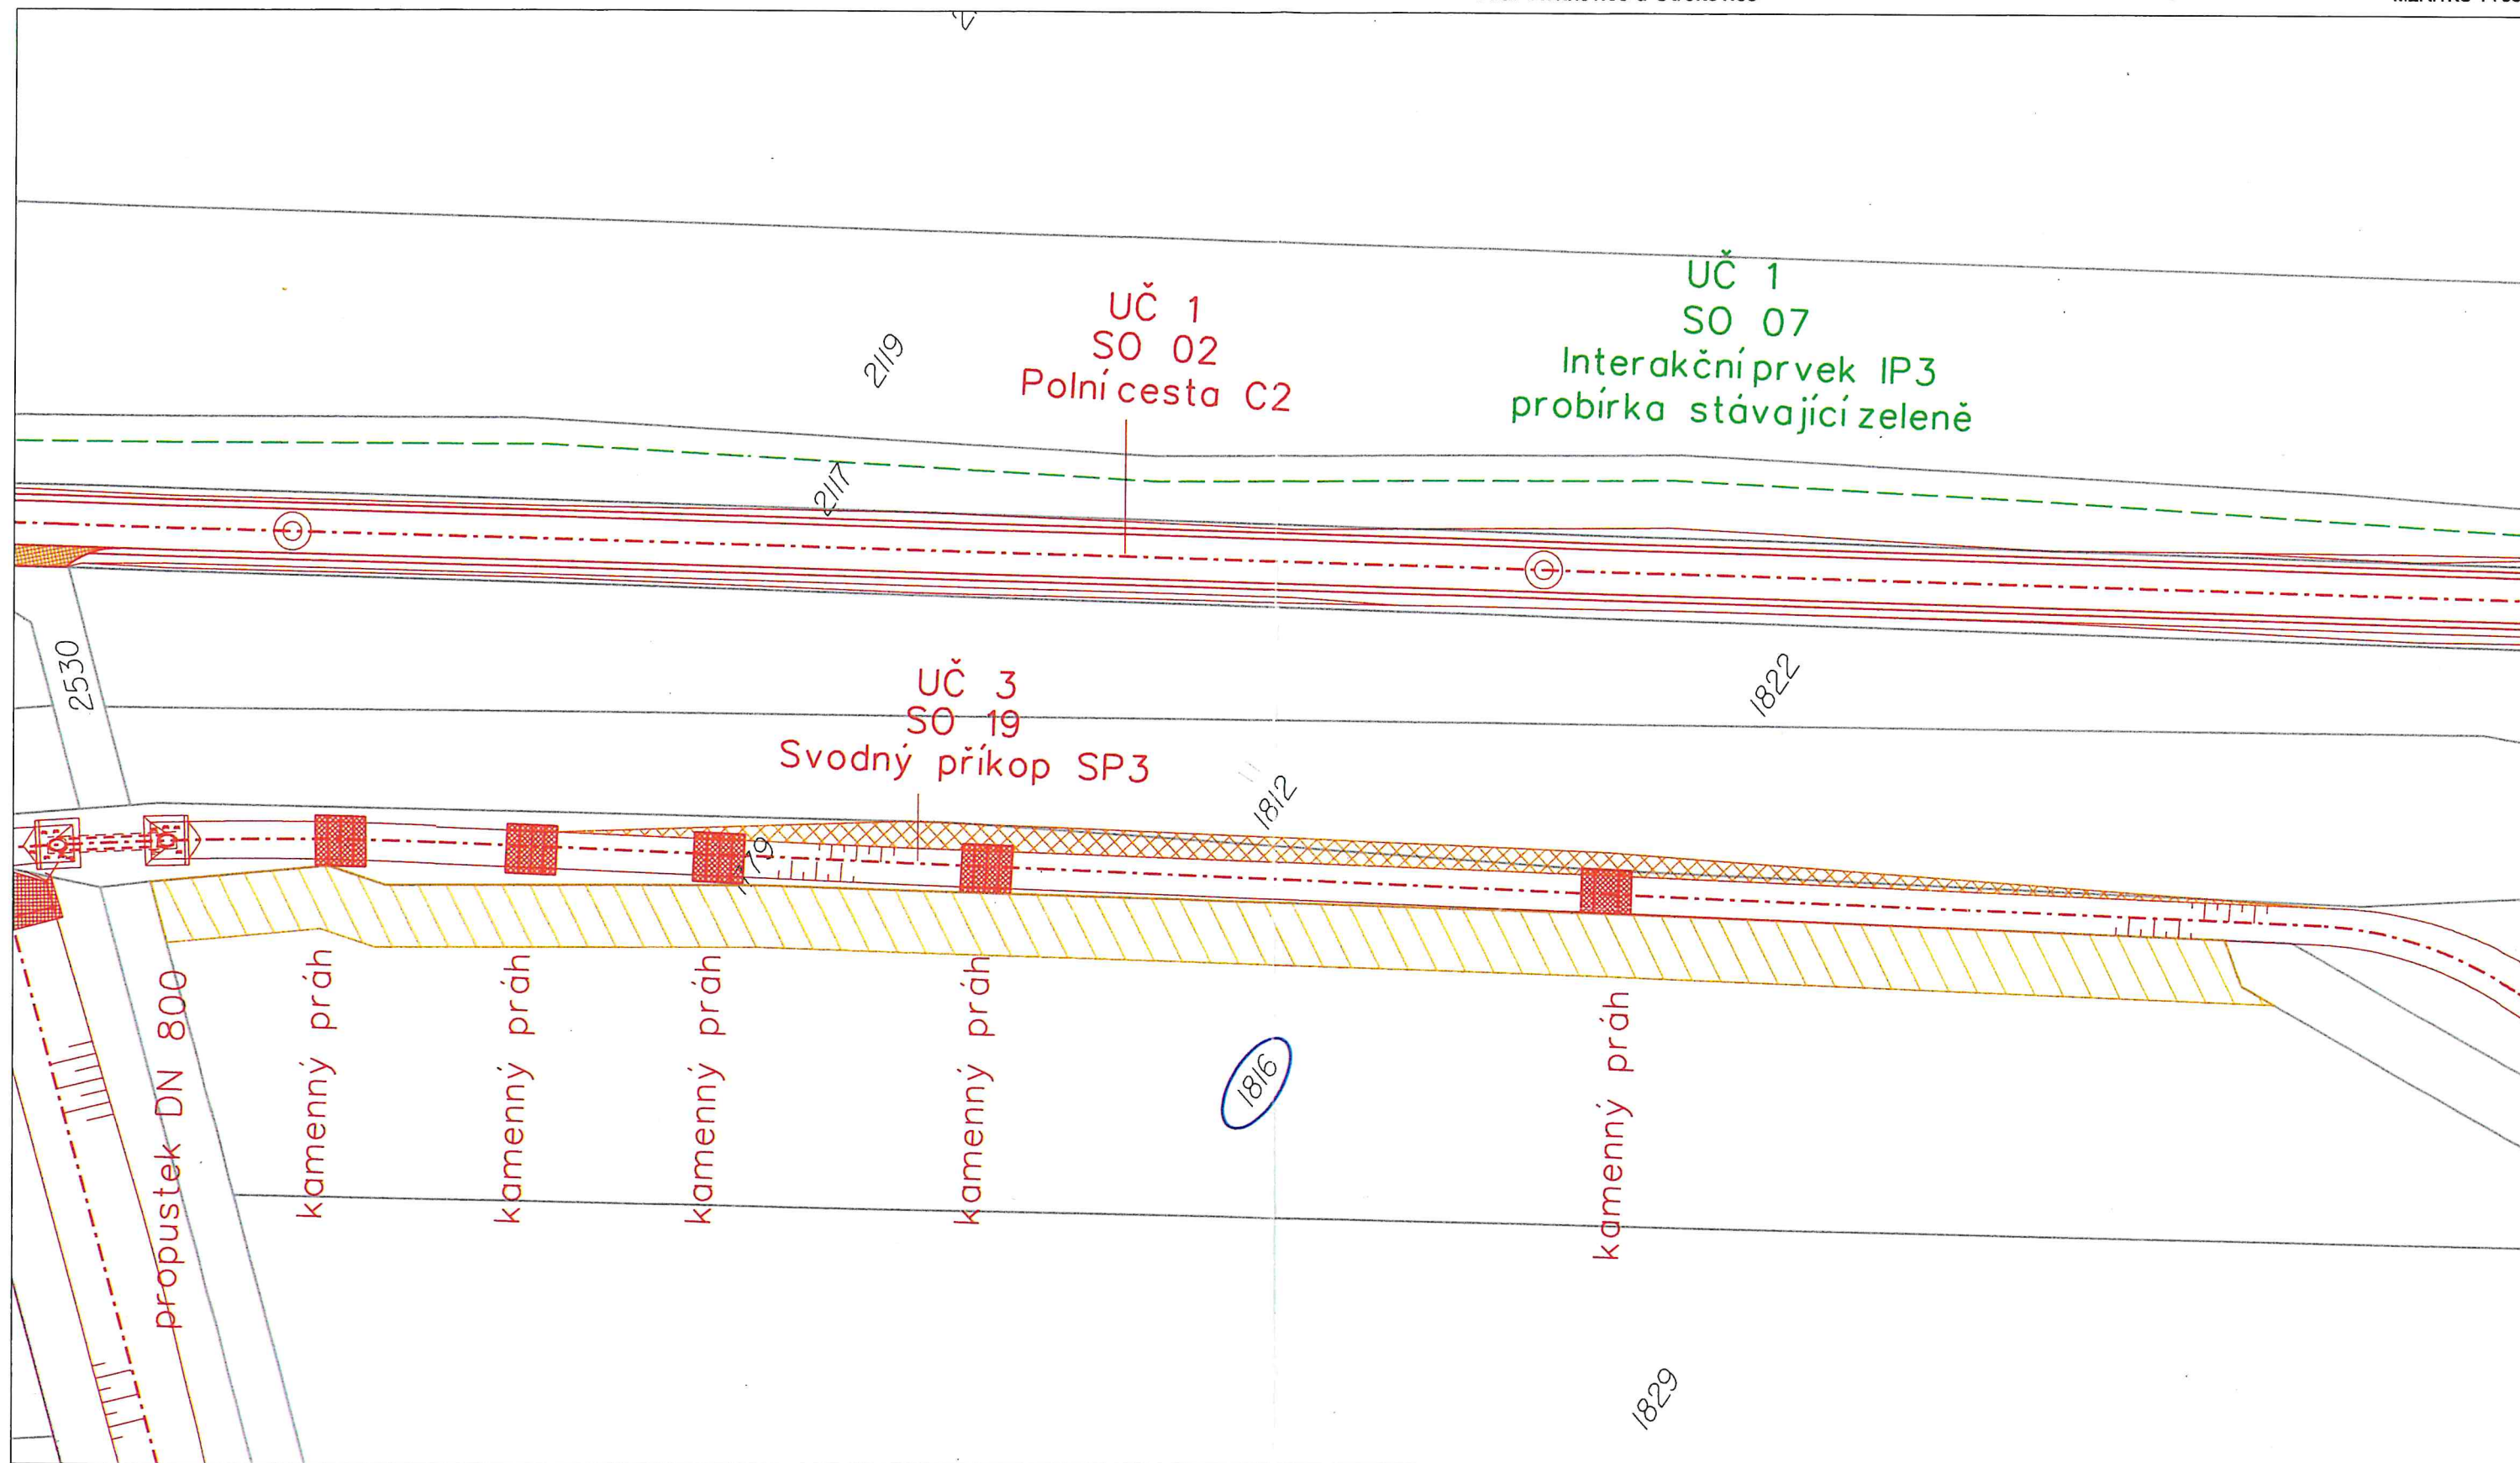 UČ 1
SO 07
Interakční prvek IP3
probírka stávající zeleně
UČ 1
SO 02
Polní cesta C2
2119
2117
2530
UČ 3
SO 19
Svodný příkop SP3
1822
1812
1779
propustek DN 800
kamenný práh
kamenný práh
kamenný práh
kamenný práh
kamenný práh
1816
1829